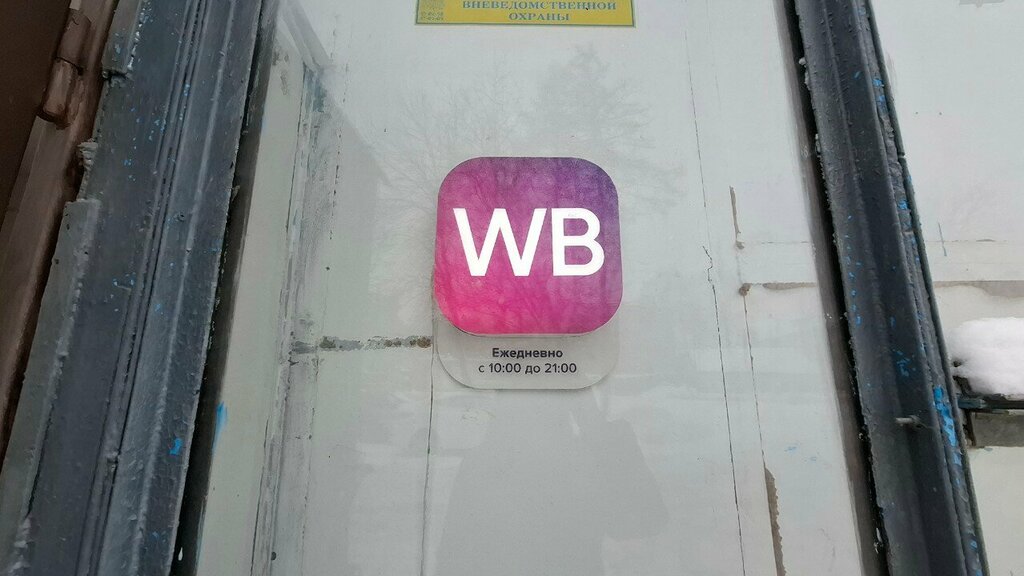 ВНЕВЕДОМСТВЕННОЙ
ОХРАНЫ
WB
Ежедневно
с 10:00 до 21:00